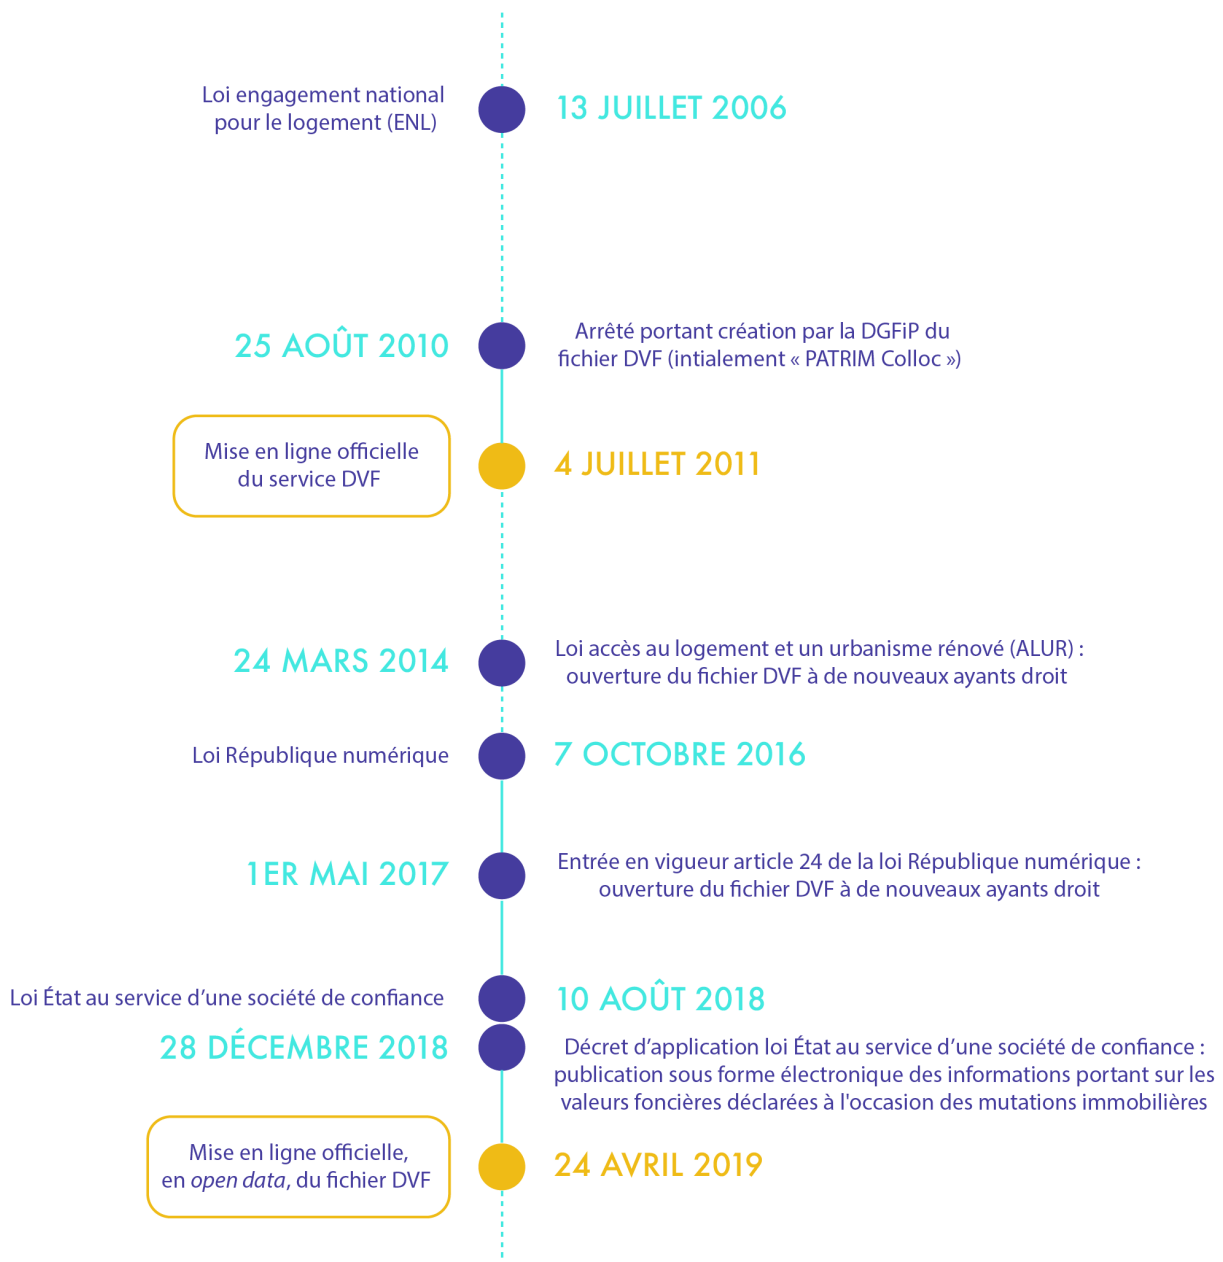 Loi engagement national
pour le logement (ENL)
13 JUILLET 2006
25 AOÛT 2010
Arrêté portant création par la DGFiP du
fichier DVF (intialement « PATRIM Colloc »)
Mise en ligne officielle
du service DVF
4 JUILLET 2011
24 MARS 2014
Loi accès au logement et un urbanisme rénové (ALUR) :
ouverture du fichier DVF à de nouveaux ayants droit
Loi République numérique
7 OCTOBRE 2016
1ER MAI 2017
Entrée en vigueur article 24 de la loi République numérique :
ouverture du fichier DVF à de nouveaux ayants droit
Loi État au service d’une société de confiance
10 AOÛT 2018
28 DÉCEMBRE 2018
Décret d’application loi État au service d’une société de confiance :
publication sous forme électronique des informations portant sur les
valeurs foncières déclarées à l'occasion des mutations immobilières
Mise en ligne officielle,
en open data, du fichier DVF
24 AVRIL 2019